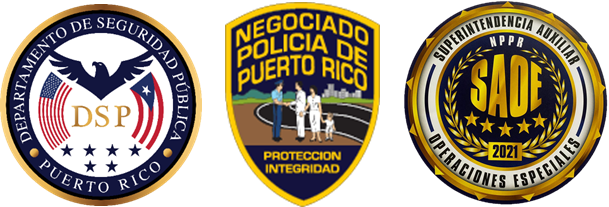 DEPARTAMENTO DE SEGURIDAD PÚBLICA
DSP
PUERTO RICO
NEGOCIADO
POLICIA DE
PUERTO RICO
PROTECCION
INTEGRIDAD
SUPERINTENDENCIA AUXILIAR
NPPR
SAOE
2021
OPERACIONES ESPECIALES